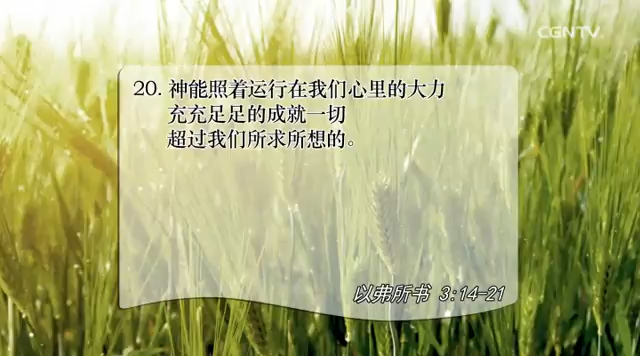 CGNTV
20. 神能照着运行在我们心里的大力
充充足足的成就一切
超过我们所求所想的。
以弗所书 3:14-21